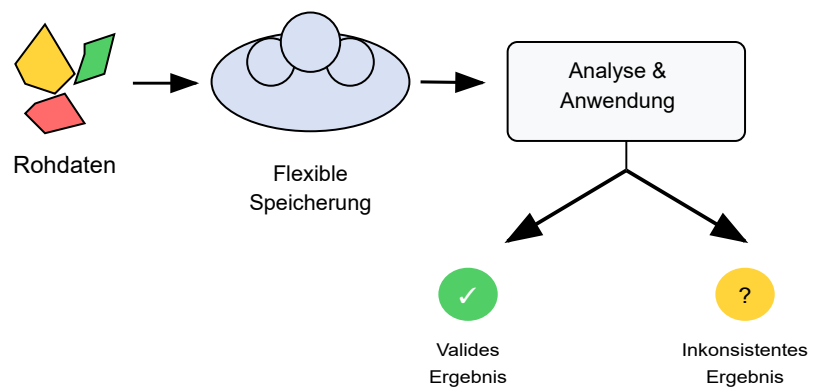 Rohdaten
Flexible
Speicherung
Analyse &
Anwendung
✓
?
Valides
Ergebnis
Inkonsistentes
Ergebnis